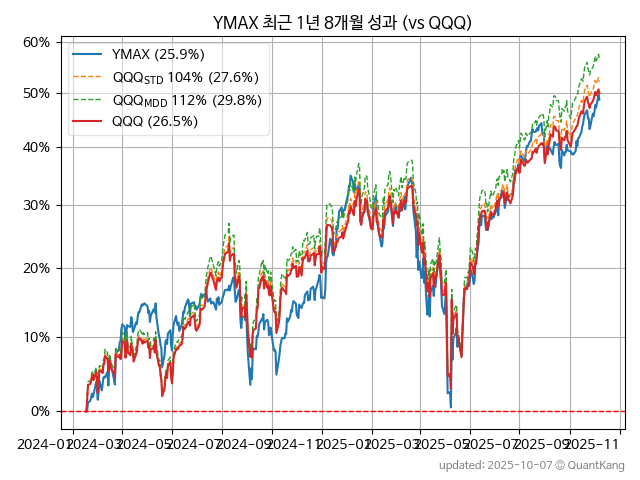 YMAX 최근 1년 8개월 성과 (vs QQQ)
60%
50%
40%
30%
20%
10%
0%
YMAX (25.9%)
QQQSTD 104% (27.6%)
QQQMDD 112% (29.8%)
QQQ (26.5%)
2024-01 2024-03 2024-05 2024-07 2024-09 2024-11 2025-01 2025-03 2025-05 2025-07 2025-09 2025-11
updated: 2025-10-07 © QuantKang